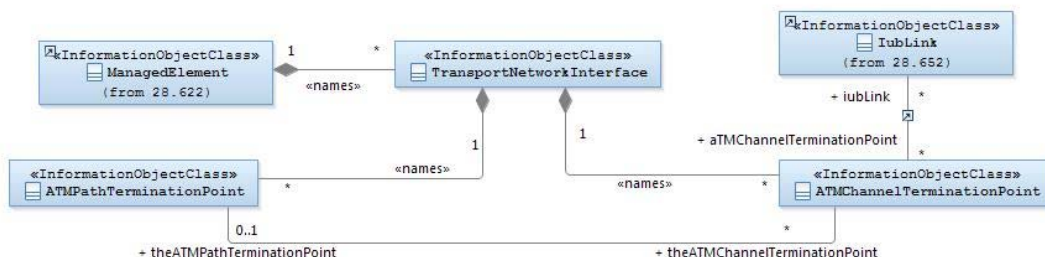 «InformationObjectClass»
ManagedElement
(from 28.622)
1
*
«names»
«InformationObjectClass»
TransportNetworkInterface
«InformationObjectClass»
IubLink
(from 28.652)
+ iubLink
*
+ aTMChannelTerminationPoint
*
1
«names»
*
1
«names»
*
«InformationObjectClass»
ATMPathTerminationPoint
«InformationObjectClass»
ATMChannelTerminationPoint
0..1
*
+ theATMPathTerminationPoint
+ theATMChannelTerminationPoint